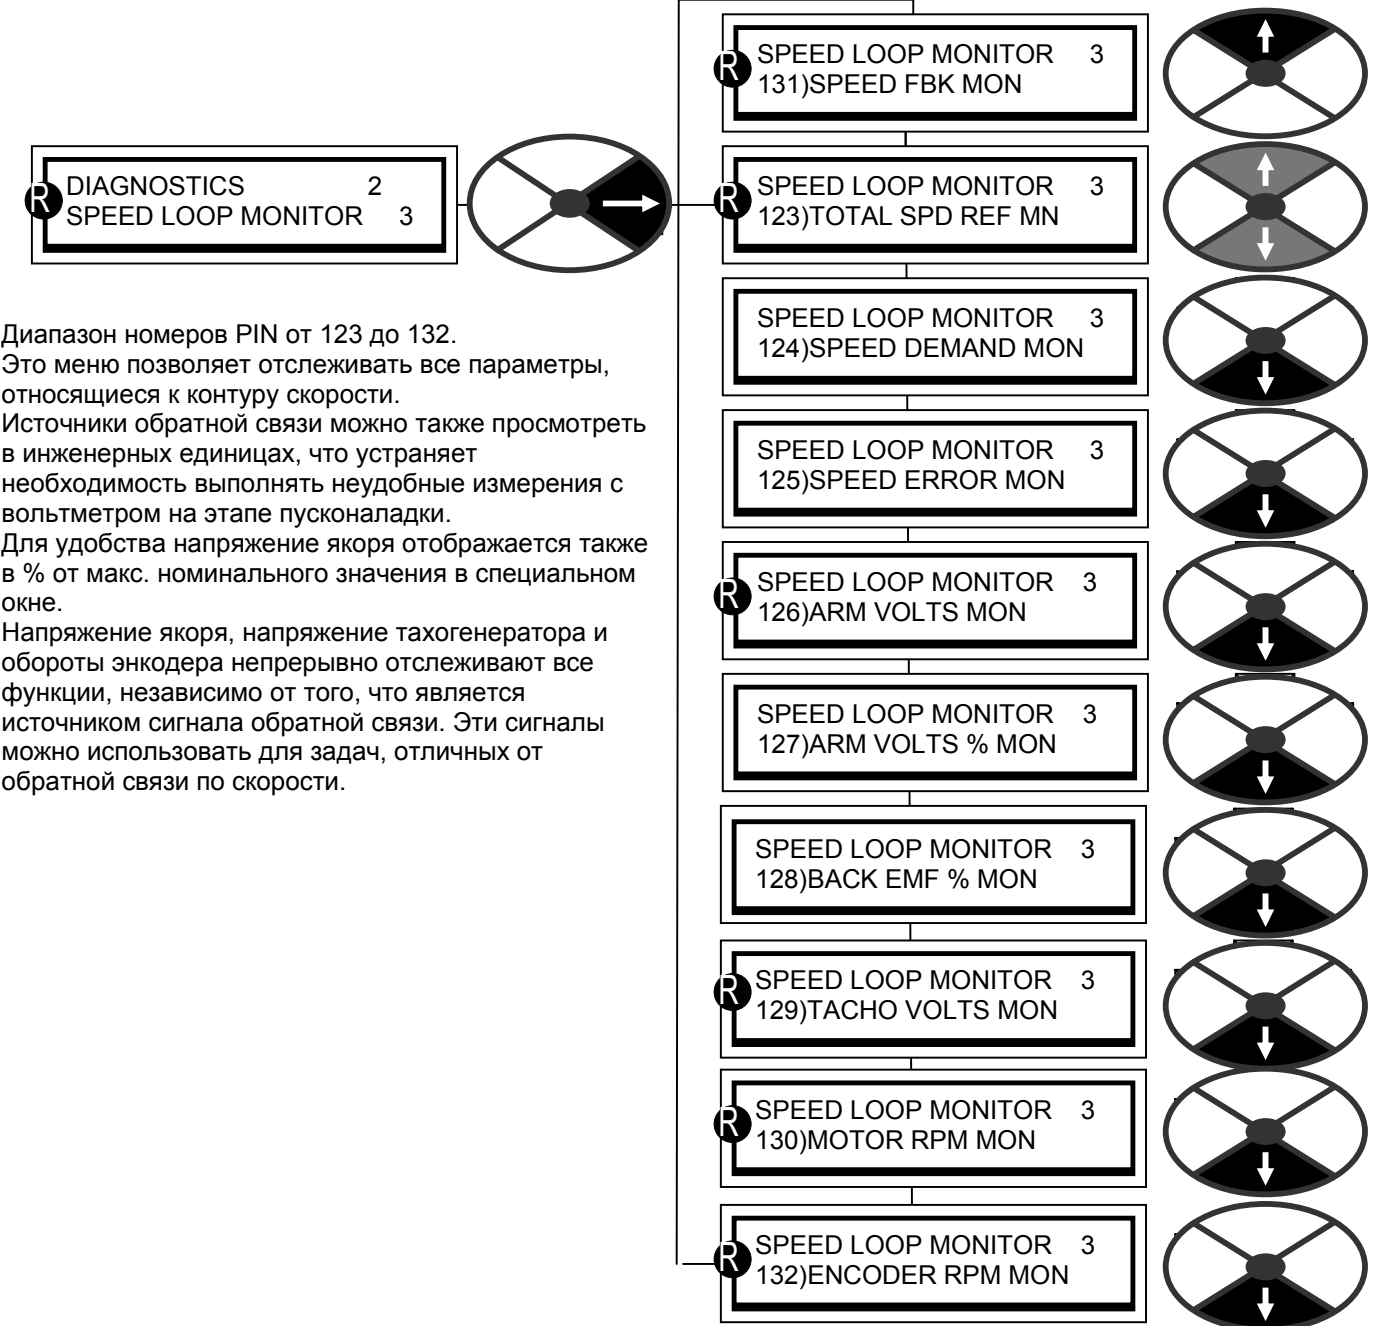 R
SPEED LOOP MONITOR 3
131)SPEED FBK MON
R
DIAGNOSTICS 2
SPEED LOOP MONITOR 3
R
SPEED LOOP MONITOR 3
123)TOTAL SPD REF MN
SPEED LOOP MONITOR 3
124)SPEED DEMAND MON
Диапазон номеров PIN от 123 до 132.
Это меню позволяет отслеживать все параметры,
относящиеся к контуру скорости.
Источники обратной связи можно также просмотреть
в инженерных единицах, что устраняет
необходимость выполнять неудобные измерения с
вольтметром на этапе пусконаладки.
Для удобства напряжение якоря отображается также
в % от макс. номинального значения в специальном
окне.
Напряжение якоря, напряжение тахогенератора и
обороты энкодера непрерывно отслеживают все
функции, независимо от того, что является
источником сигнала обратной связи. Эти сигналы
можно использовать для задач, отличных от
обратной связи по скорости.
SPEED LOOP MONITOR 3
125)SPEED ERROR MON
R
SPEED LOOP MONITOR 3
126)ARM VOLTS MON
SPEED LOOP MONITOR 3
127)ARM VOLTS % MON
SPEED LOOP MONITOR 3
128)BACK EMF % MON
R
SPEED LOOP MONITOR 3
129)TACHO VOLTS MON
R
SPEED LOOP MONITOR 3
130)MOTOR RPM MON
R
SPEED LOOP MONITOR 3
132)ENCODER RPM MON